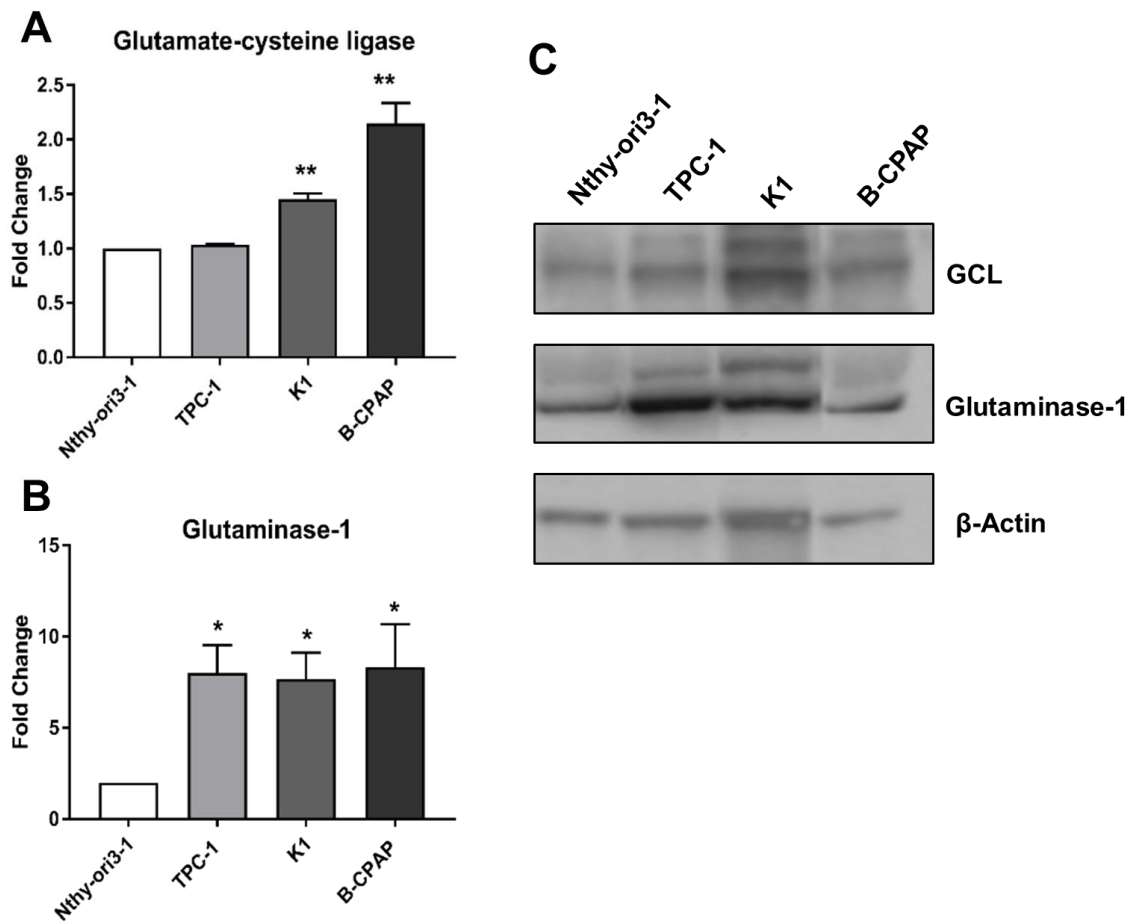 A
Glutamate-cysteine ligase
Fold Change
2.5
2.0
1.5
1.0
0.5
0.0
**
**
Nthy-ori3-1
TPC-1
K1
B-CPAP
B
Glutaminase-1
Fold Change
15
10
5
0
*
*
*
Nthy-ori3-1
TPC-1
K1
B-CPAP
C
Nthy-ori3-1
TPC-1
K1
B-CPAP
GCL
Glutaminase-1
β-Actin